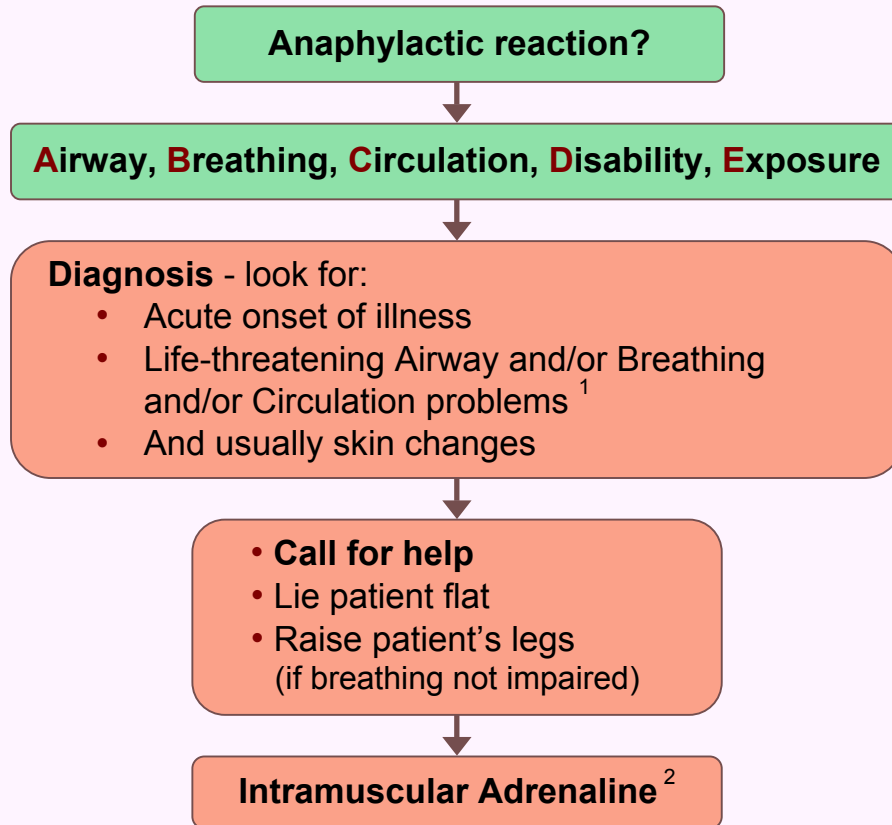 Anaphylactic reaction?
Airway, Breathing, Circulation, Disability, Exposure
Diagnosis - look for:
• Acute onset of illness
• Life-threatening Airway and/or Breathing
and/or Circulation problems 1
• And usually skin changes
• Call for help
• Lie patient flat
• Raise patient's legs
(if breathing not impaired)
Intramuscular Adrenaline 2